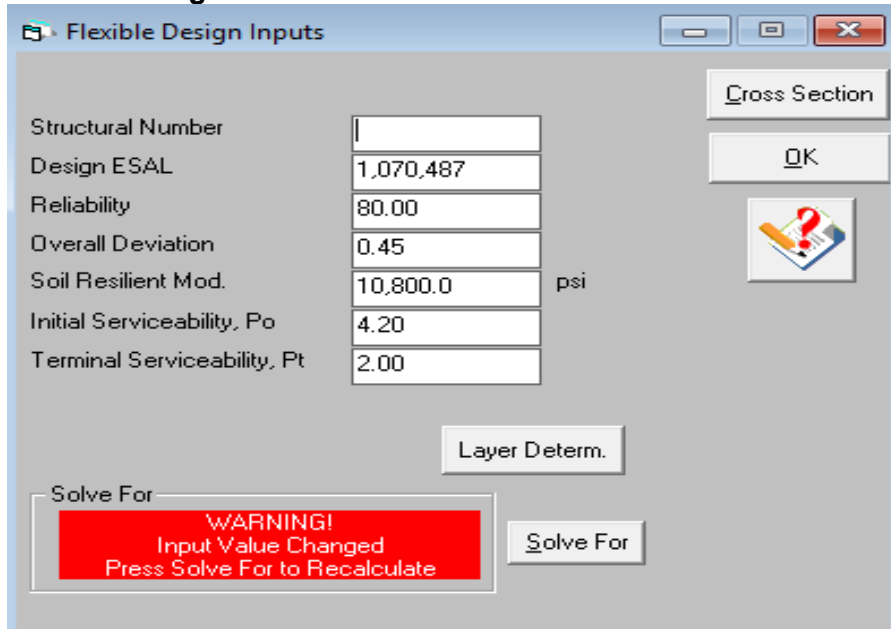 Flexible Design Inputs
Cross Section
Structural Number
Design ESAL 1,070,487
OK
Reliability 80.00
Overall Deviation 0.45
Soil Resilient Mod. 10,800.0 psi
Initial Serviceability, Po 4.20
Terminal Serviceability, Pt 2.00
Layer Determ.
Solve For
WARNING!
Input Value Changed
Press Solve For to Recalculate
Solve For